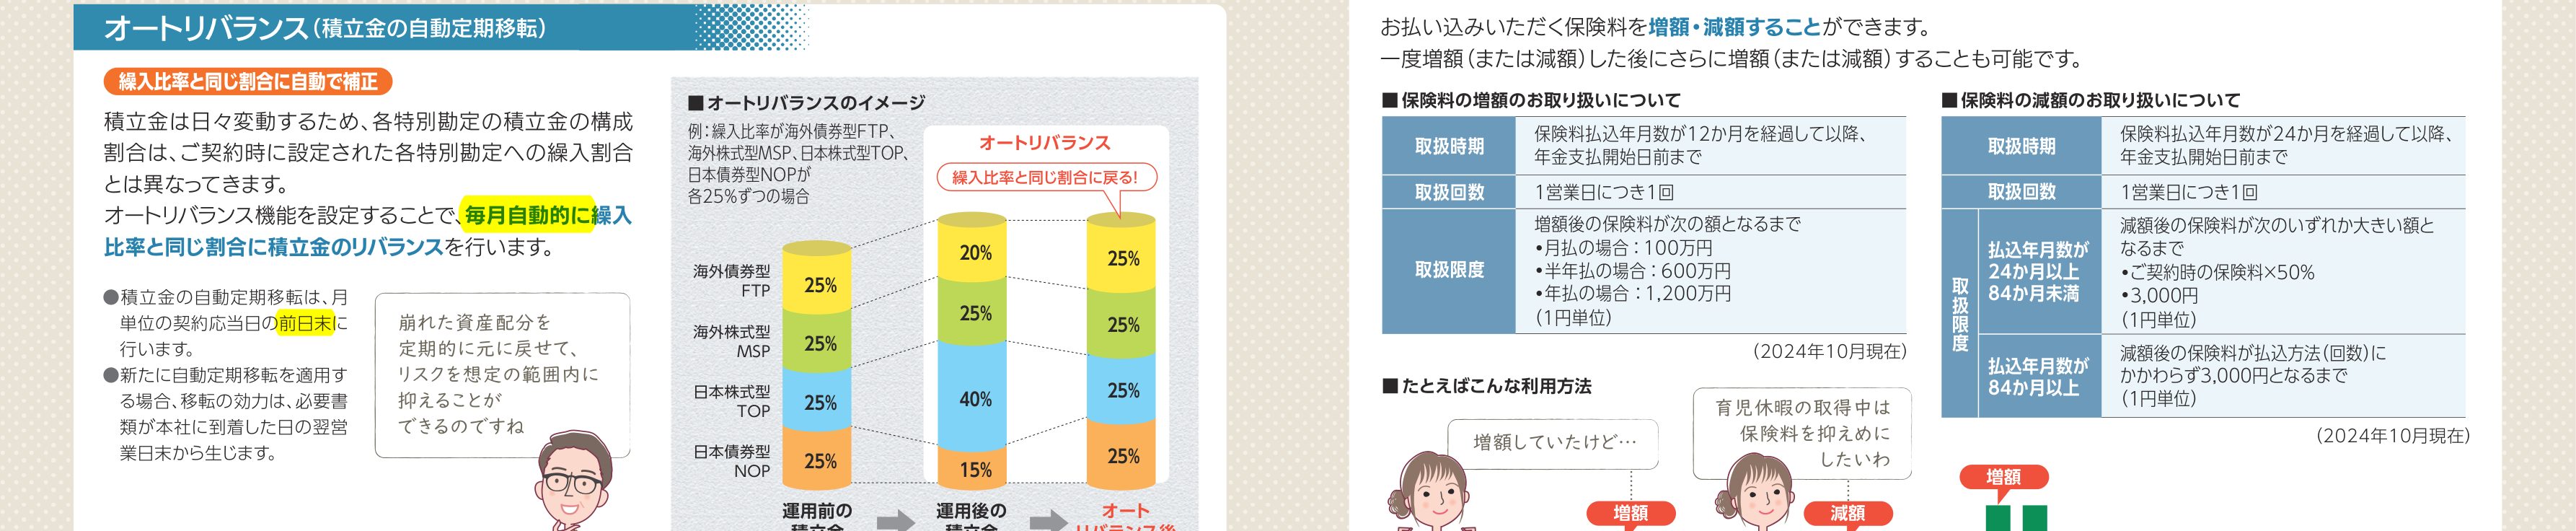 オートリバランス（積立金の自動定期移転）
繰入比率と同じ割合に自動で補正
積立金は日々変動するため、各特別勘定の積立金の構成
割合は、ご契約時に設定された各特別勘定への繰入割合
とは異なってきます。
オートリバランス機能を設定することで、毎月自動的に繰入
比率と同じ割合に積立金のリバランスを行います。
●積立金の自動定期移転は、月
単位の契約応当日の前日末に
行います。
●新たに自動定期移転を適用す
る場合、移転の効力は、必要書
類が本社に到着した日の翌営
業日末から生じます。
崩れた資産配分を
定期的に元に戻せて、
リスクを想定の範囲内に
抑えることが
できるのですね
■オートリバランスのイメージ
例：繰入比率が海外債券型FTP、
海外株式型MSP、日本株式型TOP、
日本債券型NOPが
各25%ずつの場合
オートリバランス
繰入比率と同じ割合に戻る！
海外債券型
FTP
25%
20%
25%
海外株式型
MSP
25%
25%
25%
日本株式型
TOP
25%
40%
25%
日本債券型
NOP
25%
15%
25%
運用前の
積立金
運用後の
積立金
オート
リバランス後
お払い込みいただく保険料を増額・減額することができます。
一度増額（または減額）した後にさらに増額（または減額）することも可能です。
■保険料の増額のお取り扱いについて
取扱時期
保険料払込年月数が12か月を経過して以降、
年金支払開始日前まで
取扱回数
1営業日につき1回
取扱限度
増額後の保険料が次の額となるまで
•月払の場合：100万円
•半年払の場合：600万円
•年払の場合：1,200万円
（1円単位）
（2024年10月現在）
■たとえばこんな利用方法
増額していたけど…
増額
育児休暇の取得中は
保険料を抑えめに
したいわ
減額
■保険料の減額のお取り扱いについて
取扱時期
保険料払込年月数が24か月を経過して以降、
年金支払開始日前まで
取扱回数
1営業日につき1回
取扱限度
払込年月数が
24か月以上
84か月未満
減額後の保険料が次のいずれか大きい額と
なるまで
•ご契約時の保険料×50%
•3,000円
（1円単位）
払込年月数が
84か月以上
減額後の保険料が払込方法（回数）に
かかわらず3,000円となるまで
（1円単位）
（2024年10月現在）
増額